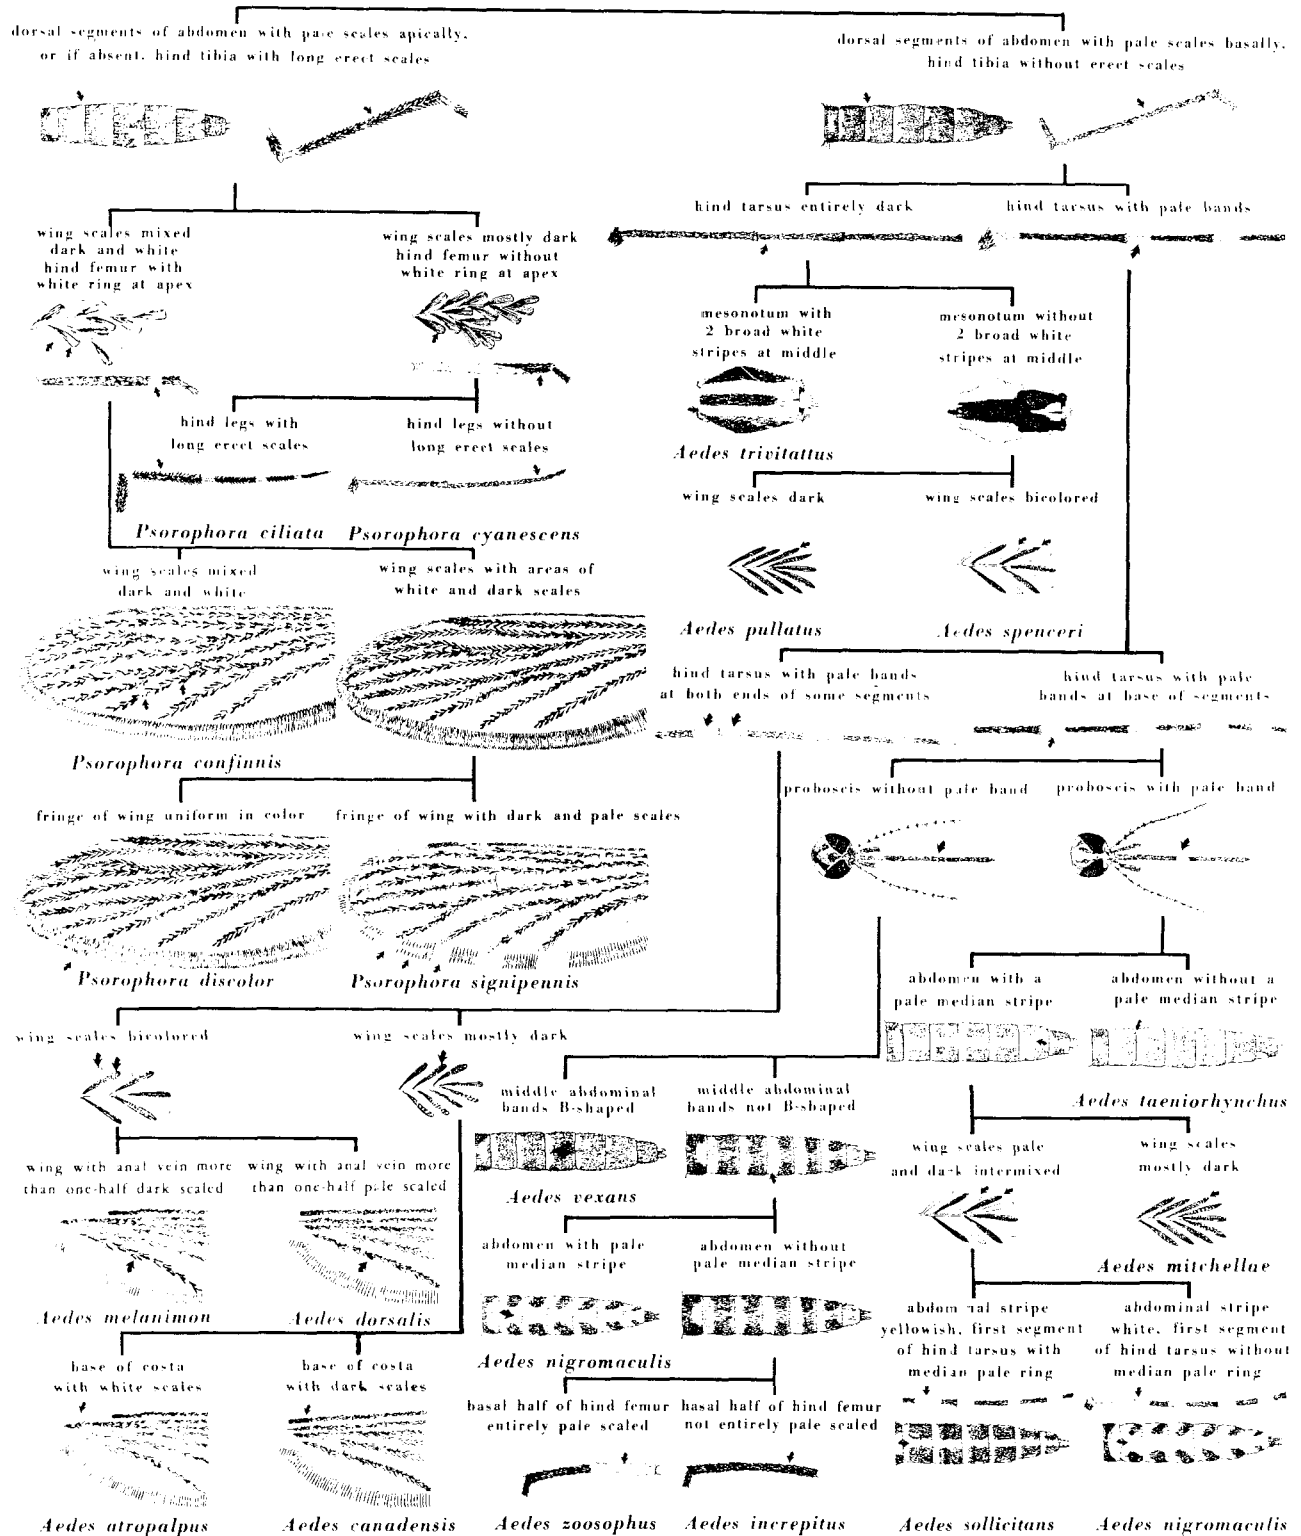 dorsal segments of abdomen with pale scales apically,
or if absent, hind tibia with long erect scales
dorsal segments of abdomen with pale scales basally,
hind tibia without erect scales
wing scales mixed
dark and white
hind femur with
white ring at apex
wing scales mostly dark
hind femur without
white ring at apex
hind legs with
long erect scales
hind legs without
long erect scales
Psorophora ciliata
Psorophora cyanescens
wing scales mixed
dark and white
wing scales with areas of
white and dark scales
Psorophora confinnis
fringe of wing uniform in color
fringe of wing with dark and pale scales
Psorophora discolor
Psorophora signipennis
hind tarsus entirely dark
hind tarsus with pale bands
mesonotum with
2 broad white
stripes at middle
mesonotum without
2 broad white
stripes at middle
Aedes trivitattus
wing scales dark
wing scales bicolored
Aedes pullatus
Aedes spenceri
hind tarsus with pale bands
at both ends of some segments
hind tarsus with pale
bands at base of segments
proboscis without pale band
proboscis with pale band
abdomen with a
pale median stripe
abdomen without a
pale median stripe
Aedes taeniorhynchus
wing scales bicolored
wing scales mostly dark
middle abdominal
bands B-shaped
middle abdominal
bands not B-shaped
Aedes vexans
wing scales pale
and dark intermixed
wing scales
mostly dark
Aedes mitchellae
wing with anal vein more
than one-half dark scaled
wing with anal vein more
than one-half pale scaled
Aedes melanimon
Aedes dorsalis
abdomen with pale
median stripe
abdomen without
pale median stripe
Aedes nigromaculis
abdominal stripe
yellowish, first segment
of hind tarsus with
median pale ring
abdominal stripe
white, first segment
of hind tarsus without
median pale ring
base of costa
with white scales
base of costa
with dark scales
basal half of hind femur
entirely pale scaled
basal half of hind femur
not entirely pale scaled
Aedes atropalpus
Aedes canadensis
Aedes zoosophus
Aedes increpitus
Aedes sollicitans
Aedes nigromaculis